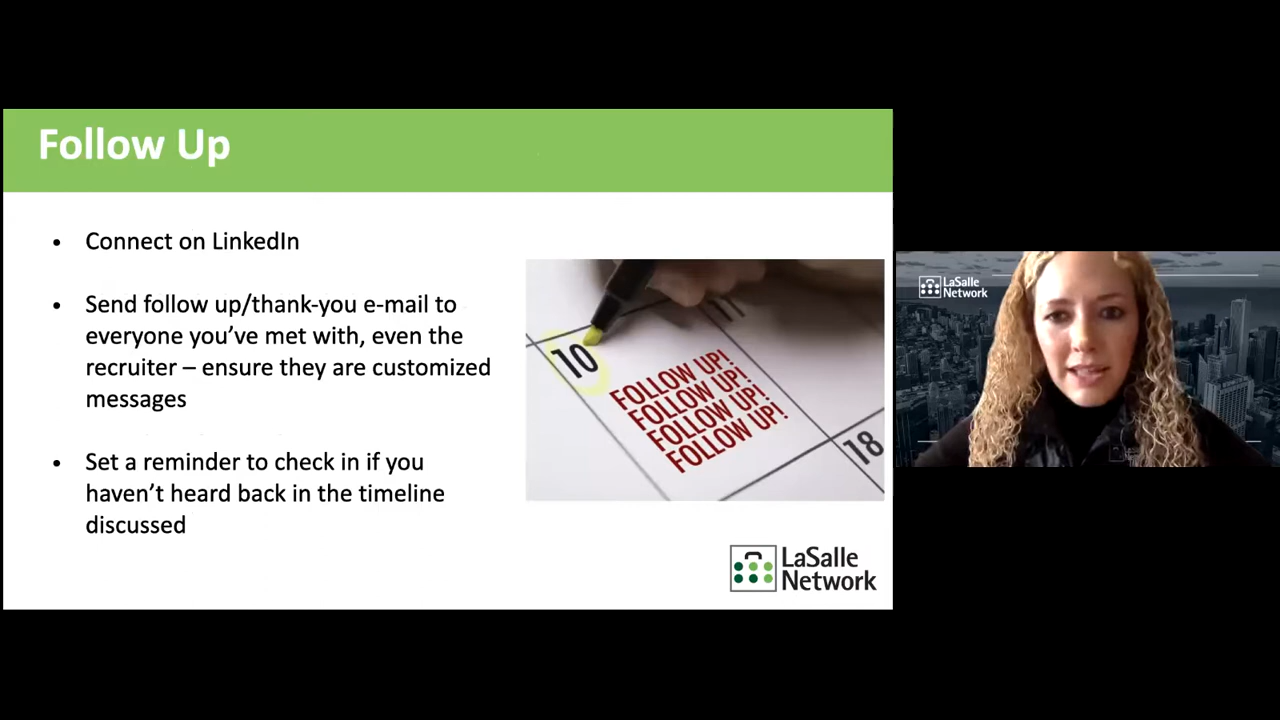 Follow Up
• Connect on LinkedIn
• Send follow up/thank-you e-mail to
everyone you've met with, even the
recruiter – ensure they are customized
messages
• Set a reminder to check in if you
haven't heard back in the timeline
discussed
10
11
FOLLOW UP!
FOLLOW UP!
FOLLOW UP!
FOLLOW UP!
18
LaSalle
Network
LaSalle
Network